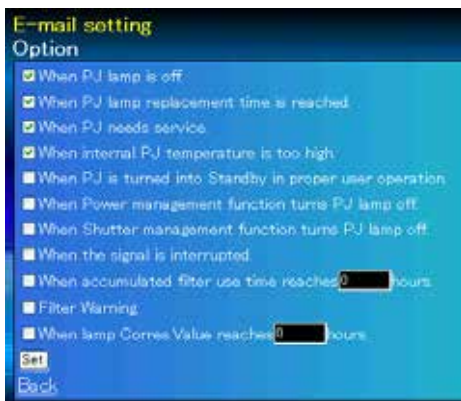 E-mail setting
Option
When PJ lamp is off
When PJ lamp replacement time is reached.
When PJ needs service.
When internal PJ temperature is too high.
When PJ is turned into Standby in proper user operation.
When Power management function turns PJ lamp off.
When Shutter management function turns PJ lamp off.
When the signal is interrupted.
When accumulated filter use time reaches 0 hours.
Filter Warning
When lamp Corres.Value reaches 0 hours.
Set
Back